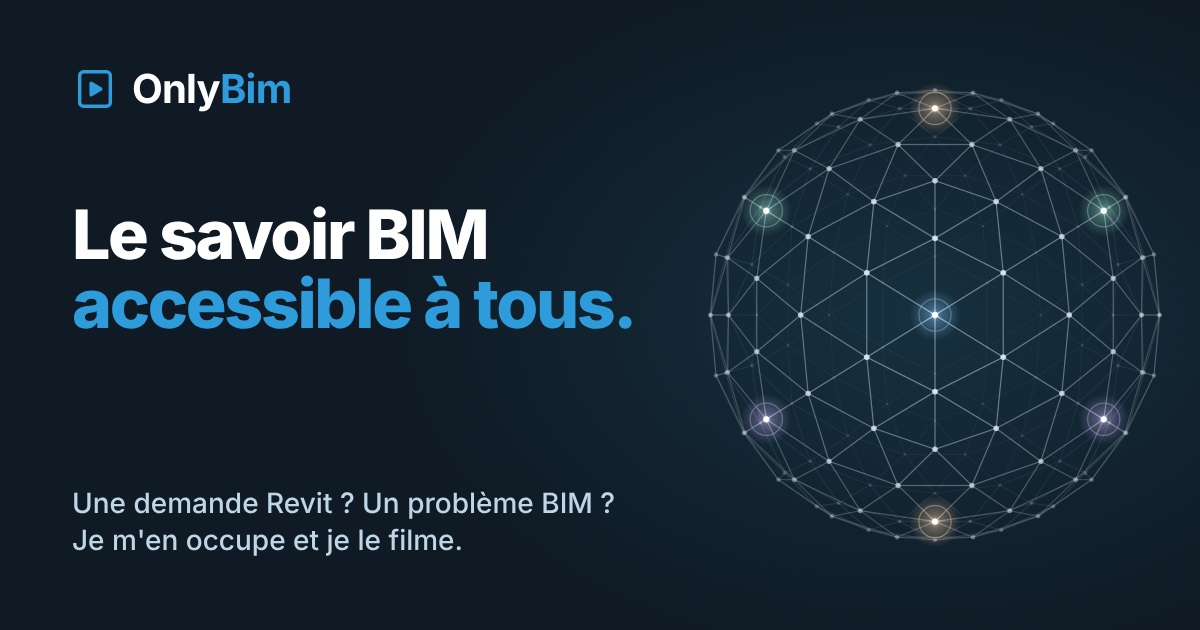 OnlyBim
Le savoir BIM
accessible à tous.
Une demande Revit ? Un problème BIM ?
Je m'en occupe et je le filme.